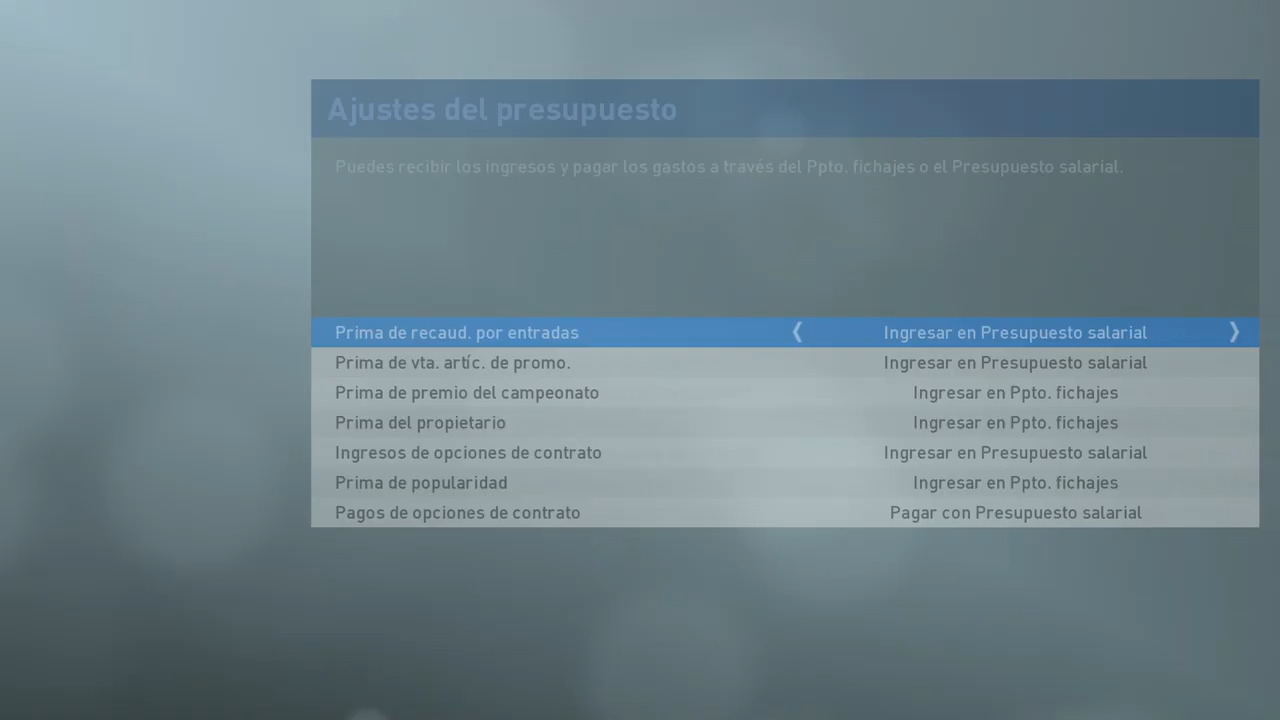 Ajustes del presupuesto
Puedes recibir los ingresos y pagar los gastos a través del Ppto. fichajes o el Presupuesto salarial.
Prima de recaud. por entradas Ingresar en Presupuesto salarial
Prima de vta. artíc. de promo. Ingresar en Presupuesto salarial
Prima de premio del campeonato Ingresar en Ppto. fichajes
Prima del propietario Ingresar en Ppto. fichajes
Ingresos de opciones de contrato Ingresar en Presupuesto salarial
Prima de popularidad Ingresar en Ppto. fichajes
Pagos de opciones de contrato Pagar con Presupuesto salarial